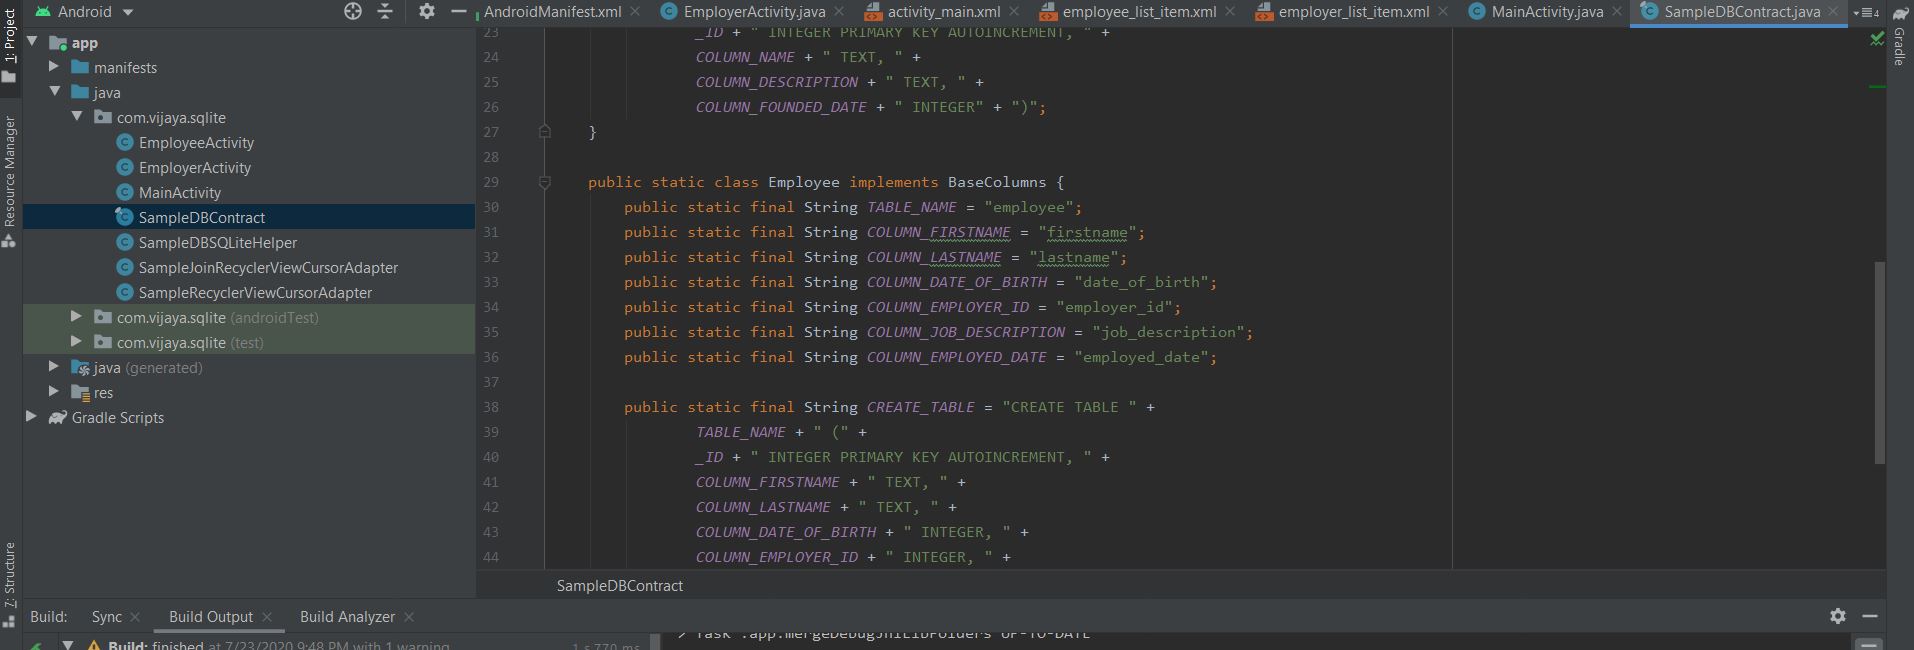 Android
AndroidManifest.xml EmployerActivity.java activity_main.xml employee_list_item.xml employer_list_item.xml MainActivity.java SampleDBContract.java 4
1: Project
Resource Manager
7: Structure
app
manifests
java
com.vijaya.sqlite
EmployeeActivity
EmployerActivity
MainActivity
SampleDBContract
SampleDBSQLiteHelper
SampleJoinRecyclerViewCursorAdapter
SampleRecyclerViewCursorAdapter
com.vijaya.sqlite (androidTest)
com.vijaya.sqlite (test)
java (generated)
res
Gradle Scripts
23 _ID + " INTEGER PRIMARY KEY AUTOINCREMENT, " +
24 COLUMN_NAME + " TEXT, " +
25 COLUMN_DESCRIPTION + " TEXT, " +
26 COLUMN_FOUNDED_DATE + " INTEGER" + ")";
27 }
28
29 public static class Employee implements BaseColumns {
30 public static final String TABLE_NAME = "employee";
31 public static final String COLUMN_FIRSTNAME = "firstname";
32 public static final String COLUMN_LASTNAME = "lastname";
33 public static final String COLUMN_DATE_OF_BIRTH = "date_of_birth";
34 public static final String COLUMN_EMPLOYER_ID = "employer_id";
35 public static final String COLUMN_JOB_DESCRIPTION = "job_description";
36 public static final String COLUMN_EMPLOYED_DATE = "employed_date";
37
38 public static final String CREATE_TABLE = "CREATE TABLE " +
39 TABLE_NAME + " (" +
40 _ID + " INTEGER PRIMARY KEY AUTOINCREMENT, " +
41 COLUMN_FIRSTNAME + " TEXT, " +
42 COLUMN_LASTNAME + " TEXT, " +
43 COLUMN_DATE_OF_BIRTH + " INTEGER, " +
44 COLUMN_EMPLOYER_ID + " INTEGER, " +
SampleDBContract
Gradle
Build: Sync Build Output Build Analyzer
Build: finished at 7/23/2020 9:48 PM with 1 warning 1 s 770 ms
> Task :app:mergeDebugJniLibFolders UP-TO-DATE